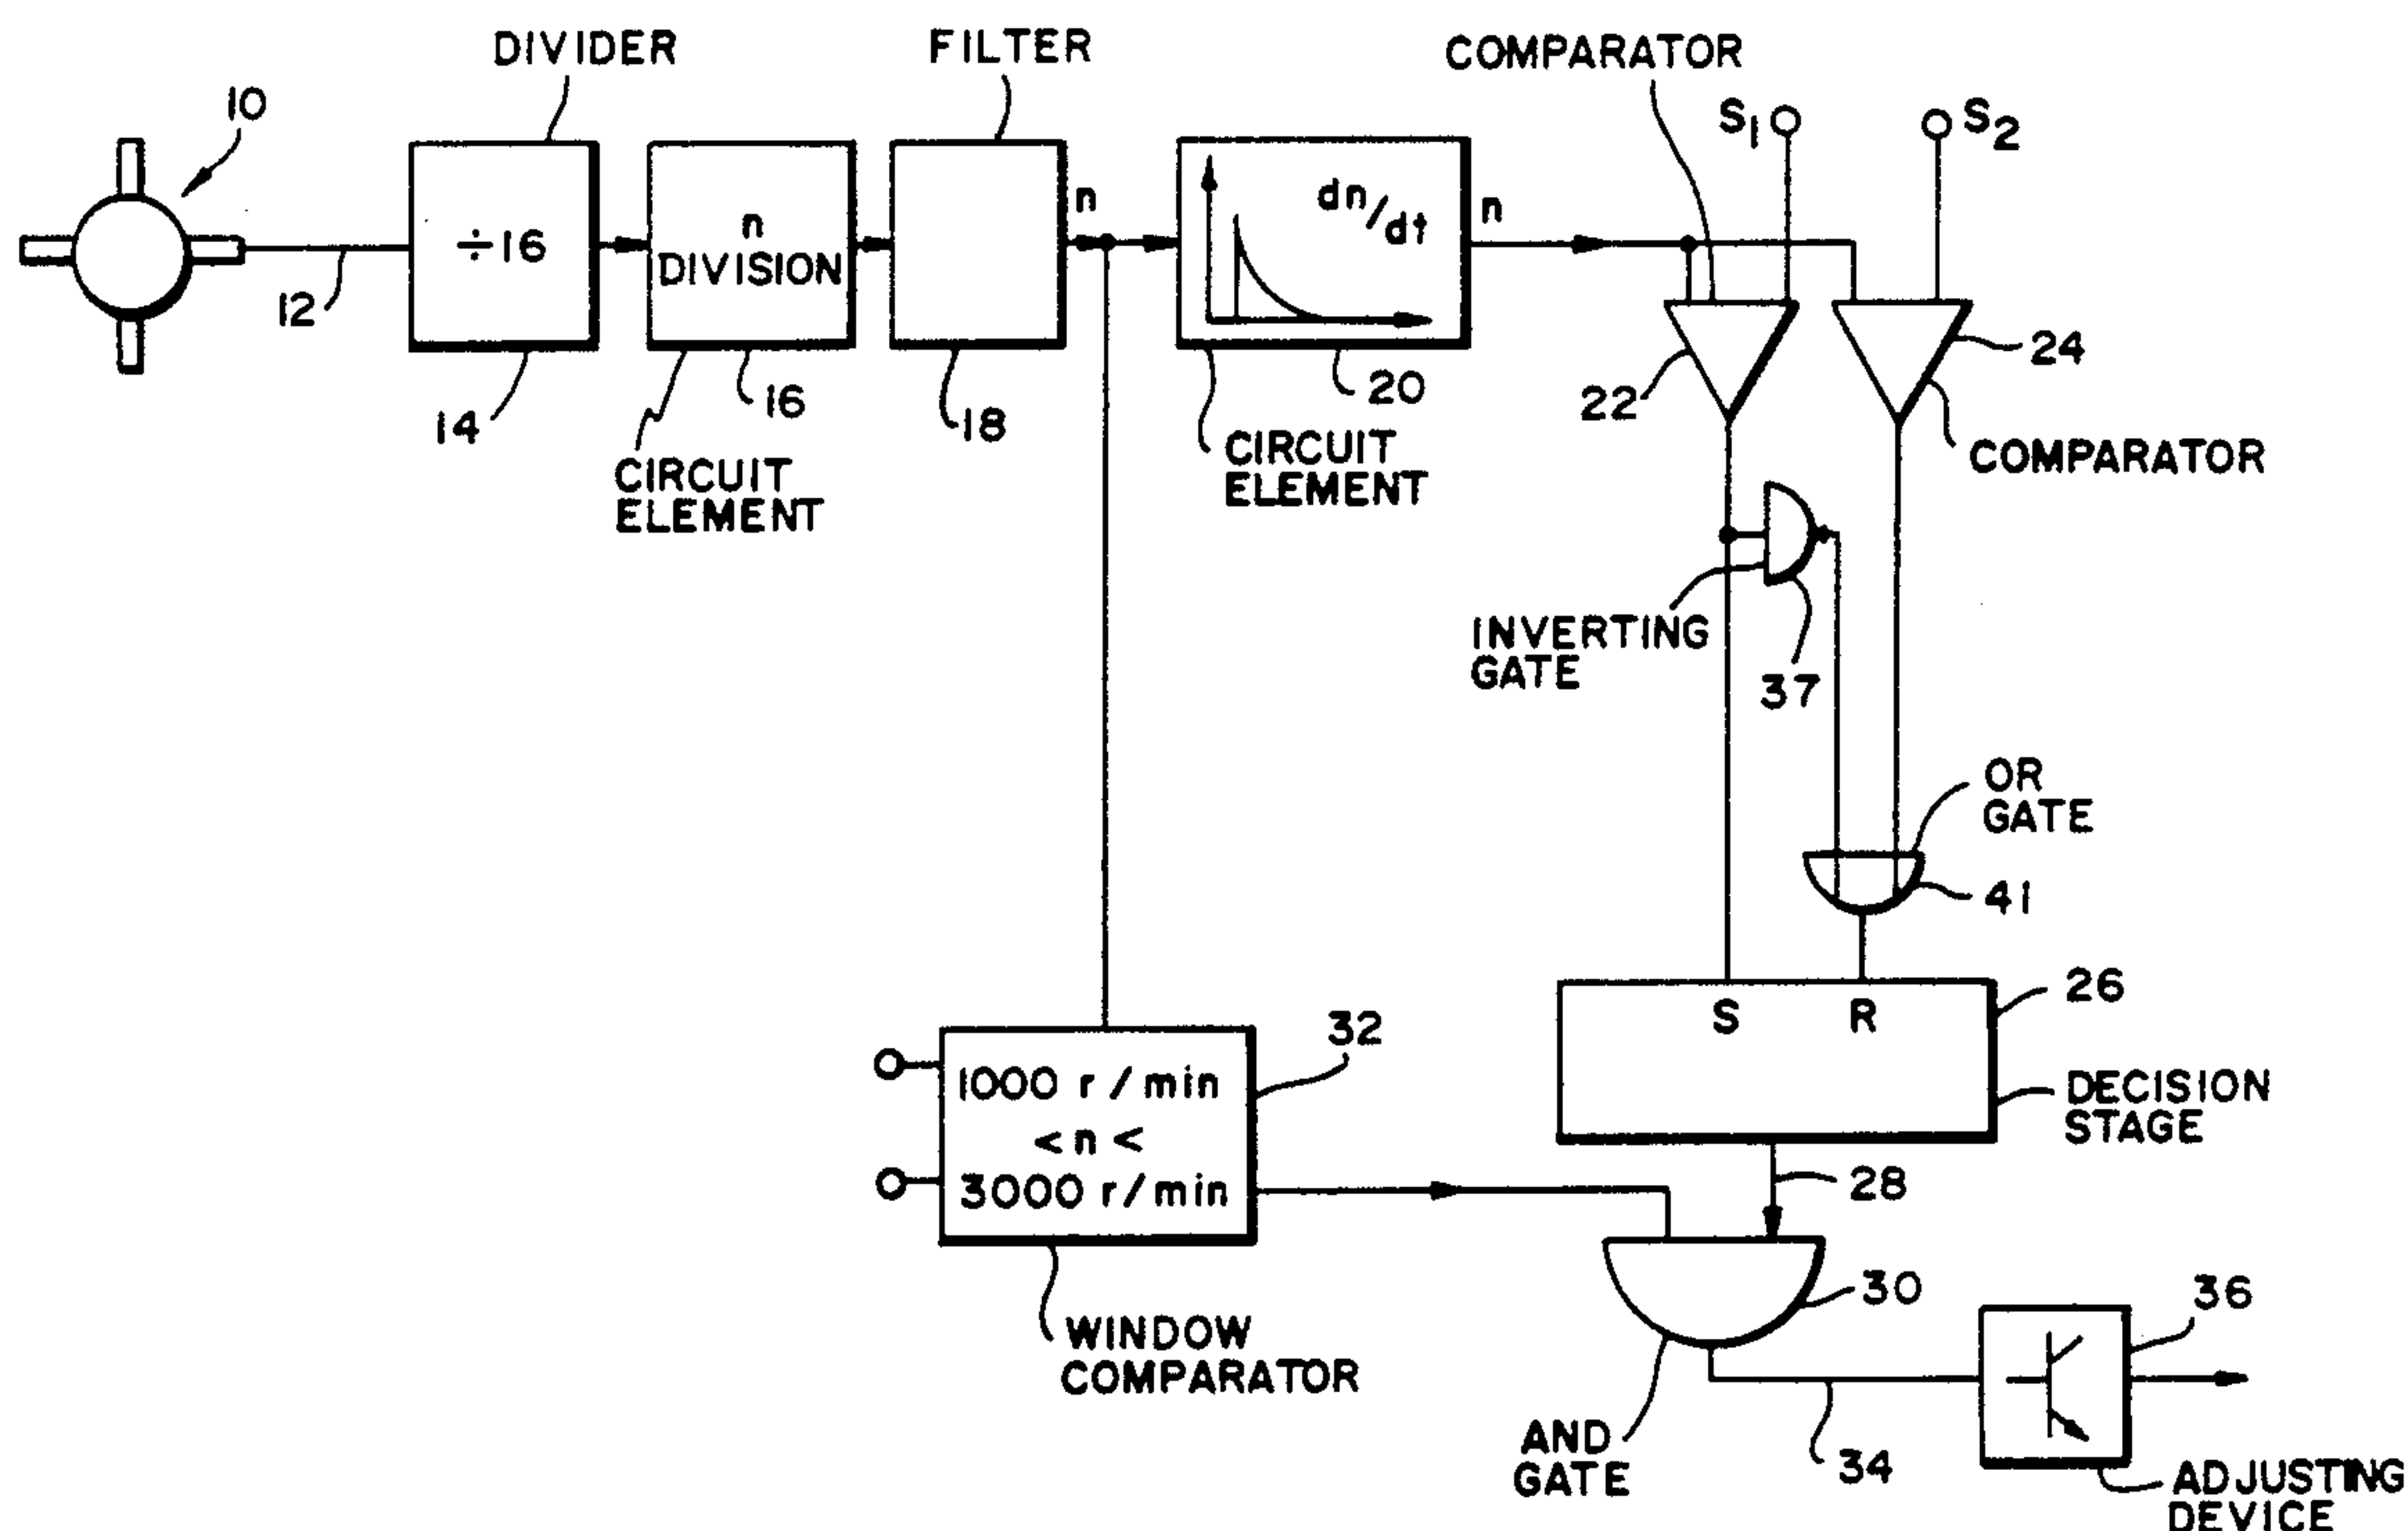 DIVIDER
FILTER
COMPARATOR
10
S1
S2
÷16
n
DIVISION
n
dn/dt
n
12
14
16
18
20
22
24
CIRCUIT
ELEMENT
CIRCUIT
ELEMENT
COMPARATOR
INVERTING
GATE
37
OR
GATE
41
26
S
R
32
1000 r/min
< n <
3000 r/min
DECISION
STAGE
28
30
36
WINDOW
COMPARATOR
AND
GATE
34
ADJUSTING
DEVICE